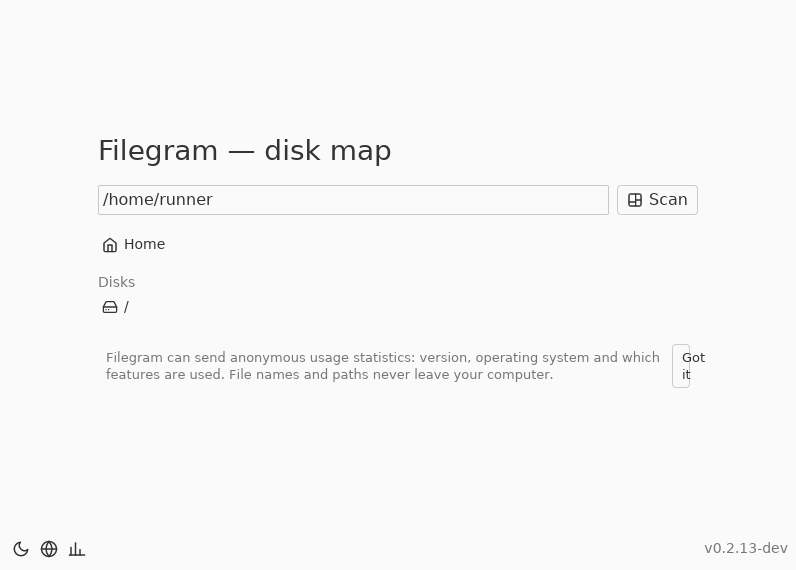 Filegram — disk map
/home/runner
Scan
Home
Disks
/
Filegram can send anonymous usage statistics: version, operating system and which
features are used. File names and paths never leave your computer.
Got
it
v0.2.13-dev